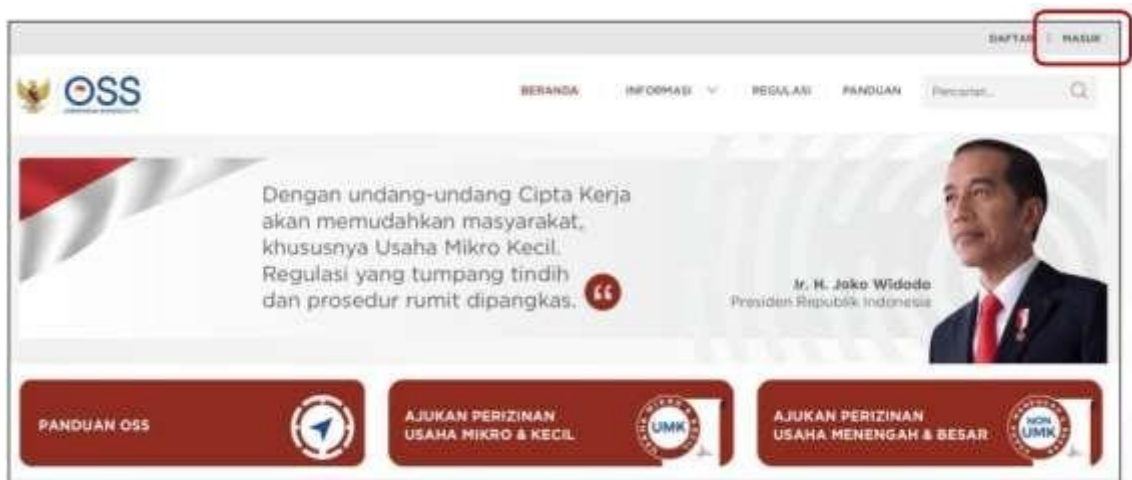 DAFTAR | MASUK
OSS
BERANDA INFORMASI REGULASI PANDUAN Pencarian...
Dengan undang-undang Cipta Kerja
akan memudahkan masyarakat,
khususnya Usaha Mikro Kecil.
Regulasi yang tumpang tindih
dan prosedur rumit dipangkas.
Ir. H. Joko Widodo
Presiden Republik Indonesia
PANDUAN OSS
AJUKAN PERIZINAN
USAHA MIKRO & KECIL
UMK
AJUKAN PERIZINAN
USAHA MENENGAH & BESAR
NON
UMK